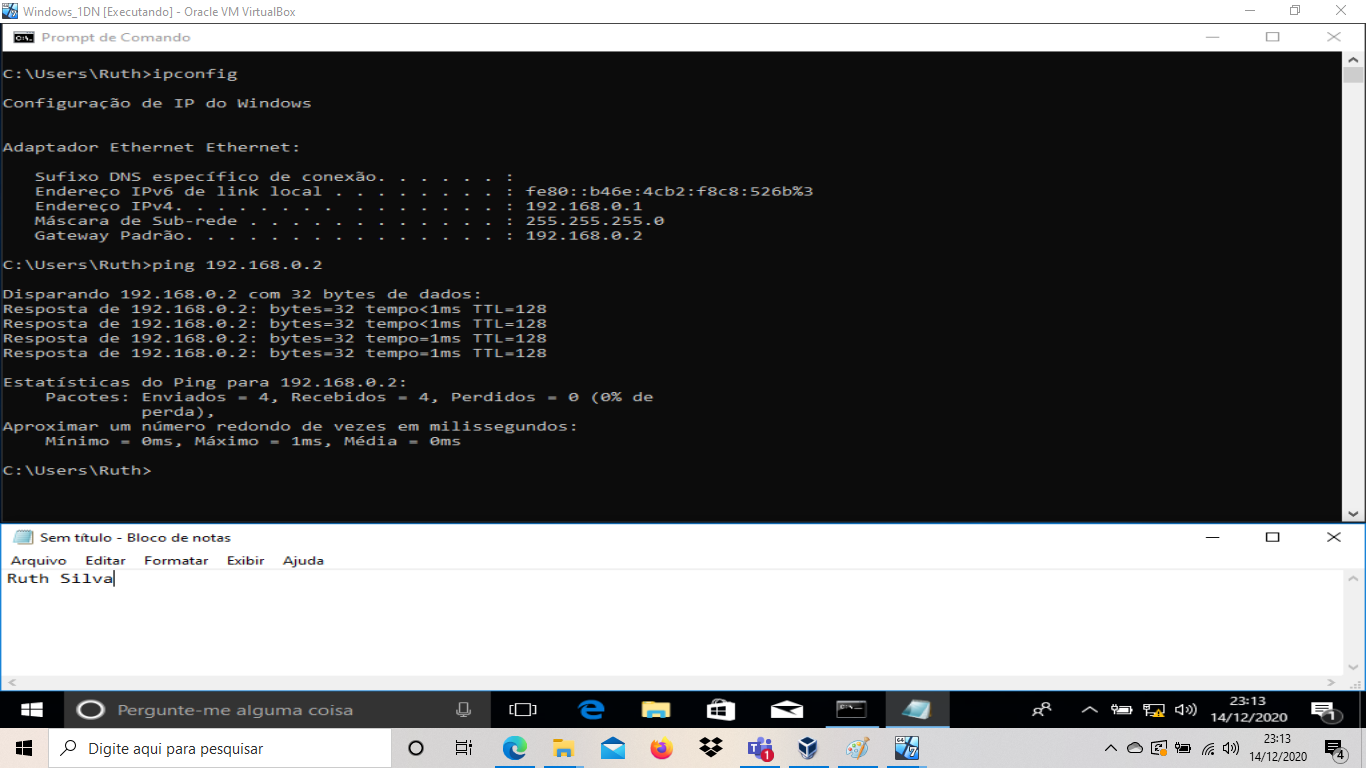 Windows_1DN [Executando] - Oracle VM VirtualBox
Prompt de Comando
C:\Users\Ruth>ipconfig
Configuração de IP do Windows
Adaptador Ethernet Ethernet:
Sufixo DNS específico de conexão. . . . . . :
Endereço IPv6 de link local . . . . . . . . : fe80::b46e:4cb2:f8c8:526b%3
Endereço IPv4. . . . . . . .  . . . . . . . : 192.168.0.1
Máscara de Sub-rede . . . . . . . . . . . . : 255.255.255.0
Gateway Padrão. . . . . . . . . . . . . . . : 192.168.0.2
C:\Users\Ruth>ping 192.168.0.2
Disparando 192.168.0.2 com 32 bytes de dados:
Resposta de 192.168.0.2: bytes=32 tempo<1ms TTL=128
Resposta de 192.168.0.2: bytes=32 tempo<1ms TTL=128
Resposta de 192.168.0.2: bytes=32 tempo=1ms TTL=128
Resposta de 192.168.0.2: bytes=32 tempo=1ms TTL=128
Estatísticas do Ping para 192.168.0.2:
Pacotes: Enviados = 4, Recebidos = 4, Perdidos = 0 (0% de
perda),
Aproximar um número redondo de vezes em milissegundos:
Mínimo = 0ms, Máximo = 1ms, Média = 0ms
C:\Users\Ruth>
Sem título - Bloco de notas
Arquivo Editar Formatar Exibir Ajuda
Ruth Silva
Pergunte-me alguma coisa
23:13
14/12/2020
1
Digite aqui para pesquisar
1
64
7
23:13
14/12/2020
4